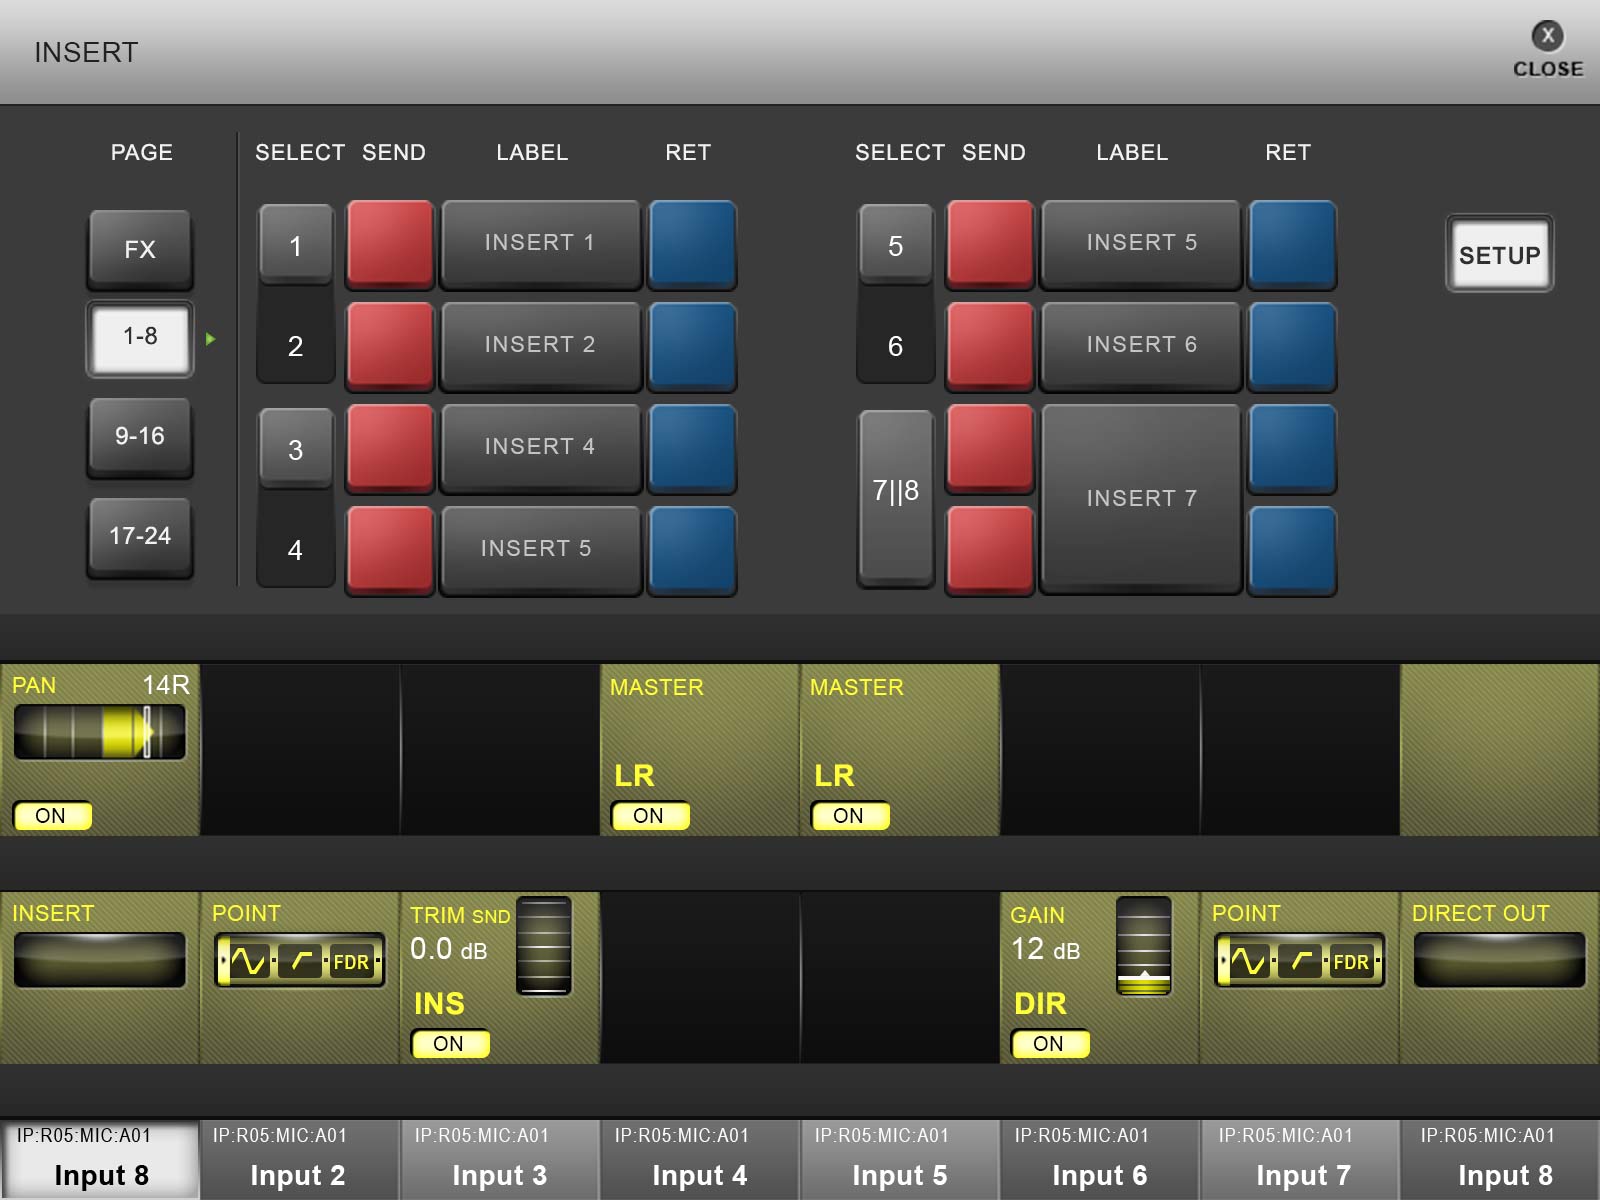 INSERT
X
CLOSE
PAGE SELECT SEND LABEL RET SELECT SEND LABEL RET
FX 1 INSERT 1 5 INSERT 5 SETUP
1-8 2 INSERT 2 6 INSERT 6
9-16 3 INSERT 4 7||8 INSERT 7
17-24 4 INSERT 5
PAN 14R MASTER MASTER
LR LR
ON ON ON
INSERT POINT TRIM SND GAIN POINT DIRECT OUT
0.0 dB 12 dB
FDR FDR
INS DIR
ON ON
IP:R05:MIC:A01 IP:R05:MIC:A01 IP:R05:MIC:A01 IP:R05:MIC:A01 IP:R05:MIC:A01 IP:R05:MIC:A01 IP:R05:MIC:A01 IP:R05:MIC:A01
Input 8 Input 2 Input 3 Input 4 Input 5 Input 6 Input 7 Input 8